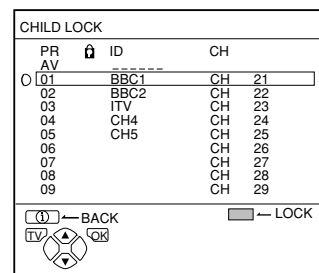 CHILD LOCK
PR ID CH
AV _ _ _ _ _ _
01 BBC1 CH 21
02 BBC2 CH 22
03 ITV CH 23
04 CH4 CH 24
05 CH5 CH 25
06 CH 26
07 CH 27
08 CH 28
09 CH 29
i BACK LOCK
TV OK